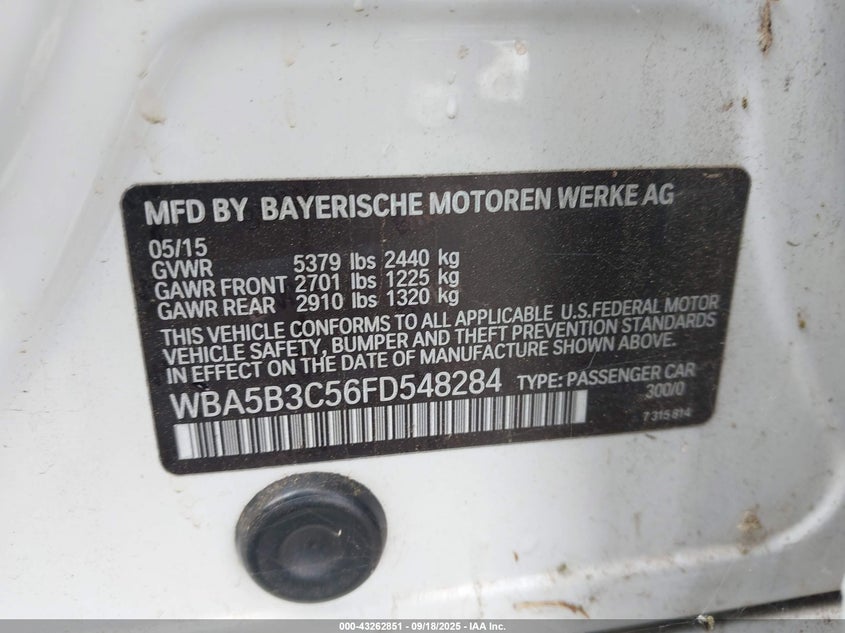 MFD BY BAYERISCHE MOTOREN WERKE AG
05/15
GVWR 5379 lbs 2440 kg
GAWR FRONT 2701 lbs 1225 kg
GAWR REAR 2910 lbs 1320 kg
THIS VEHICLE CONFORMS TO ALL APPLICABLE U.S.FEDERAL MOTOR
VEHICLE SAFETY, BUMPER AND THEFT PREVENTION STANDARDS
IN EFFECT ON THE DATE OF MANUFACTURE SHOWN ABOVE.
WBA5B3C56FD548284 TYPE: PASSENGER CAR
300/0
7 315 814
000-43262851 - 09/18/2025 - IAA Inc.